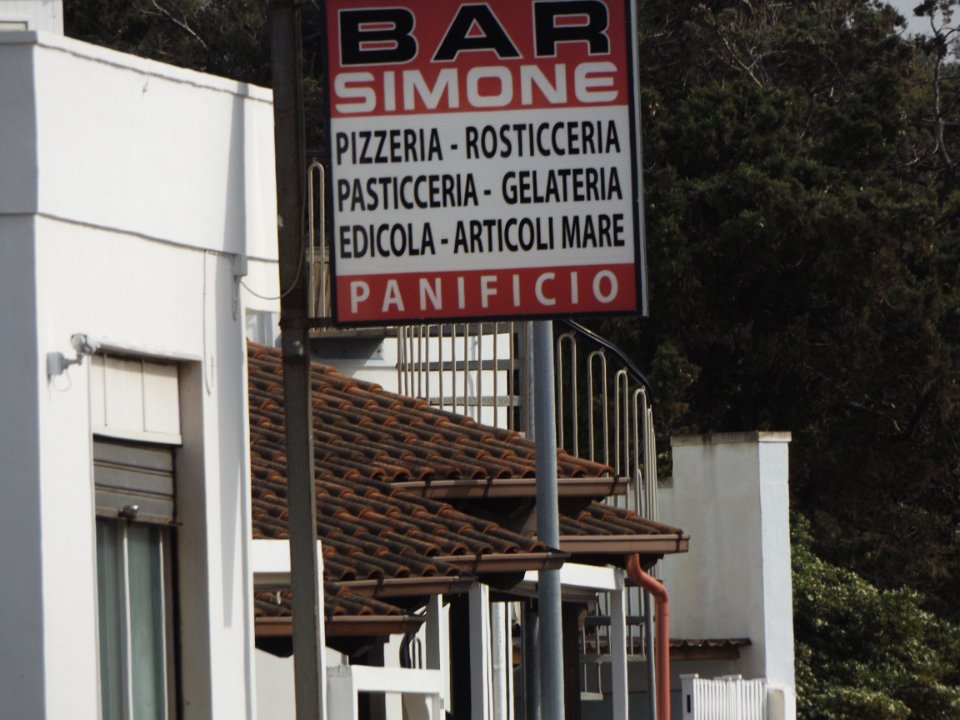 BAR
SIMONE
PIZZERIA - ROSTICCERIA
PASTICCERIA - GELATERIA
EDICOLA - ARTICOLI MARE
PANIFICIO